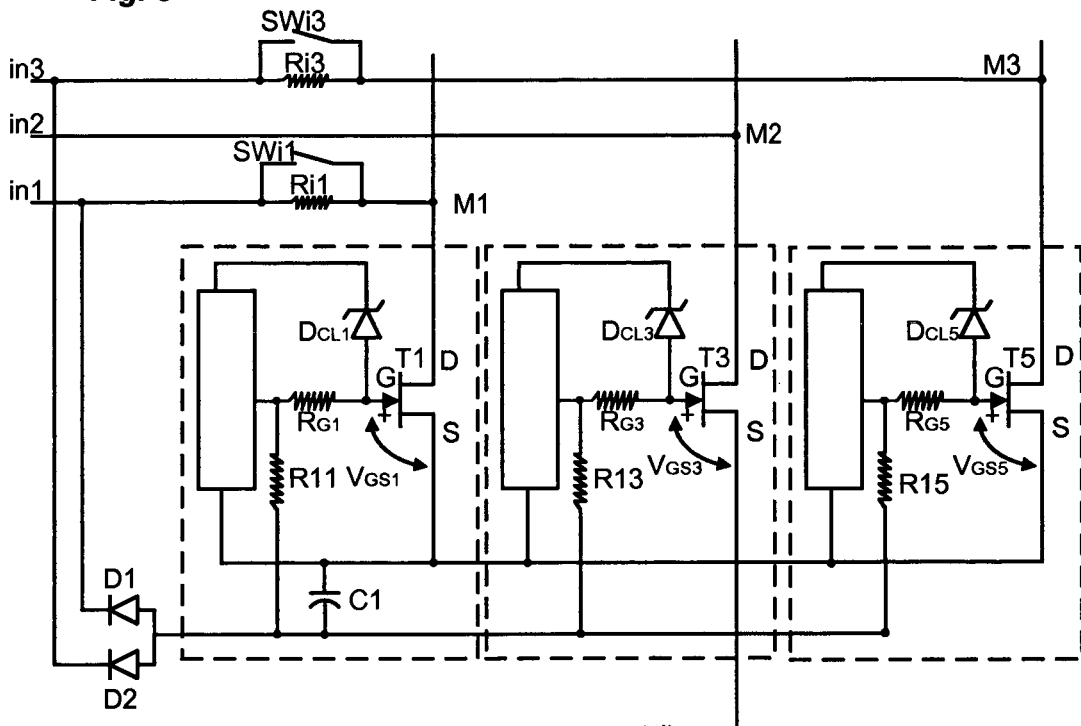 SWi3
in3
Ri3
M3
in2
M2
SWi1
in1
Ri1
M1
DCL1
T1
D
G
RG1
+
S
R11
VGS1
DCL3
T3
D
G
RG3
+
S
R13
VGS3
DCL5
T5
D
G
RG5
+
S
R15
VGS5
D1
C1
D2